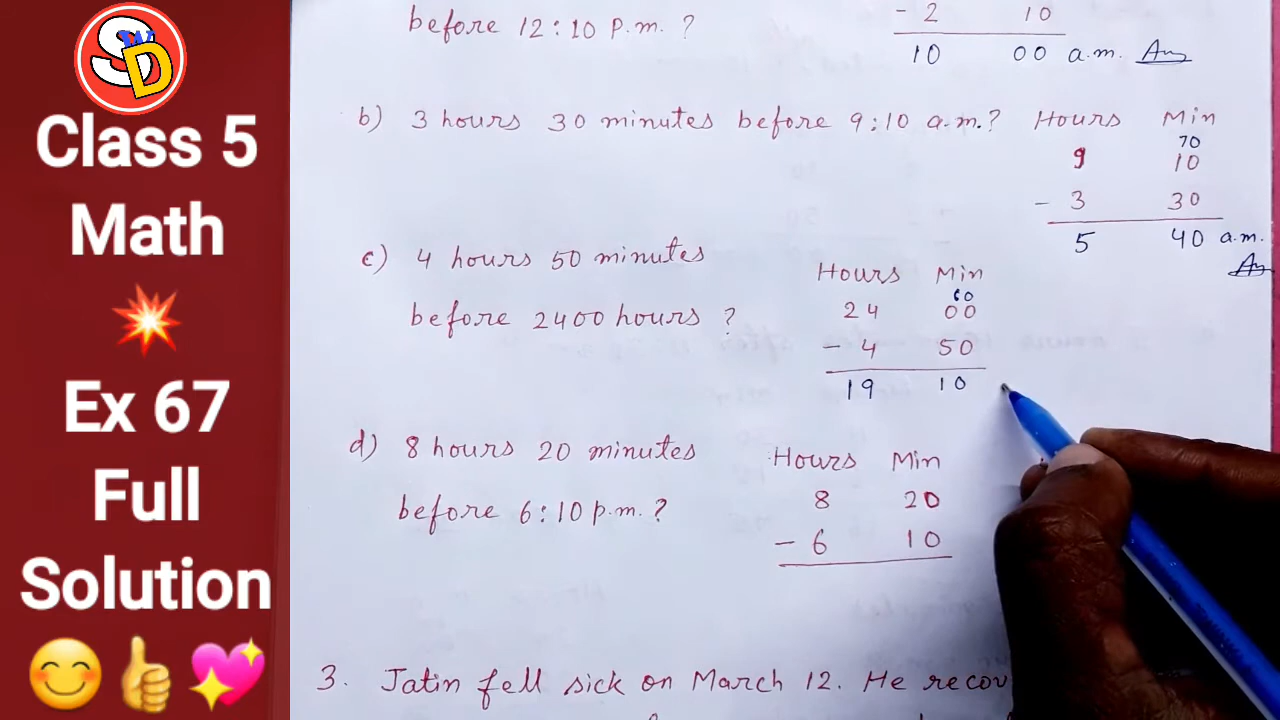 SWD
Class 5
Math
Ex 67
Full
Solution
before 12:10 P.m. ?
- 2 10
10 00 a.m. Ans
b) 3 hours 30 minutes before 9:10 a.m.?
Hours Min
70
9 10
- 3 30
5 40 a.m.
Ans
c) 4 hours 50 minutes
before 2400 hours ?
Hours Min
60
24 00
- 4 50
19 10
d) 8 hours 20 minutes
before 6:10 p.m. ?
Hours Min
8 20
- 6 10
3. Jatin fell sick on March 12. He recov